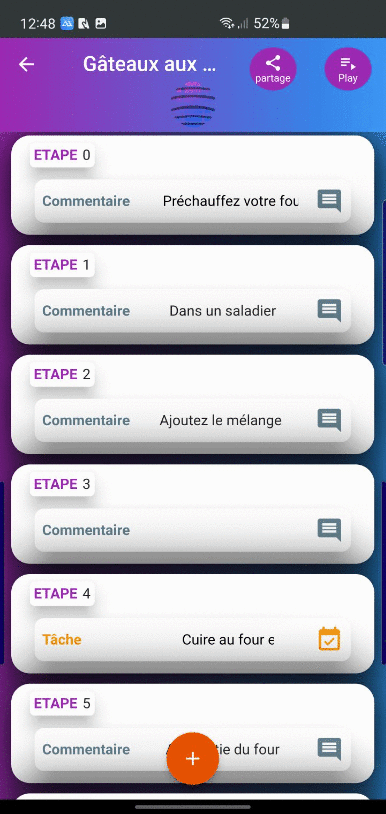 12:48
52%
Gâteaux aux ...
partage
Play
ETAPE 0
Commentaire Préchauffez votre fou
ETAPE 1
Commentaire Dans un saladier
ETAPE 2
Commentaire Ajoutez le mélange
ETAPE 3
Commentaire
ETAPE 4
Tâche Cuire au four e
ETAPE 5
Commentaire du four